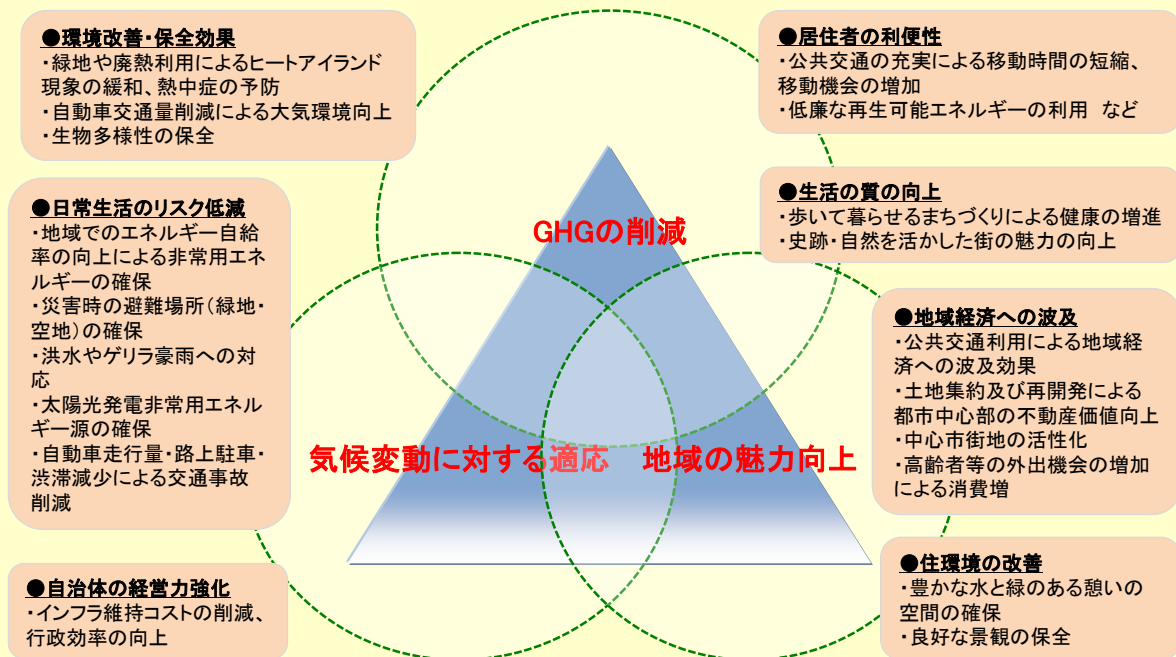 ●環境改善・保全効果
・緑地や廃熱利用によるヒートアイランド
現象の緩和、熱中症の予防
・自動車交通量削減による大気環境向上
・生物多様性の保全
●日常生活のリスク低減
・地域でのエネルギー自給
率の向上による非常用エネ
ルギーの確保
・災害時の避難場所（緑地・
空地）の確保
・洪水やゲリラ豪雨への対
応
・太陽光発電非常用エネル
ギー源の確保
・自動車走行量・路上駐車・
渋滞減少による交通事故
削減
●自治体の経営力強化
・インフラ維持コストの削減、
行政効率の向上
GHGの削減
気候変動に対する適応
地域の魅力向上
●居住者の利便性
・公共交通の充実による移動時間の短縮、
移動機会の増加
・低廉な再生可能エネルギーの利用 など
●生活の質の向上
・歩いて暮らせるまちづくりによる健康の増進
・史跡・自然を活かした街の魅力の向上
●地域経済への波及
・公共交通利用による地域経
済への波及効果
・土地集約及び再開発による
都市中心部の不動産価値向上
・中心市街地の活性化
・高齢者等の外出機会の増加
による消費増
●住環境の改善
・豊かな水と緑のある憩いの
空間の確保
・良好な景観の保全